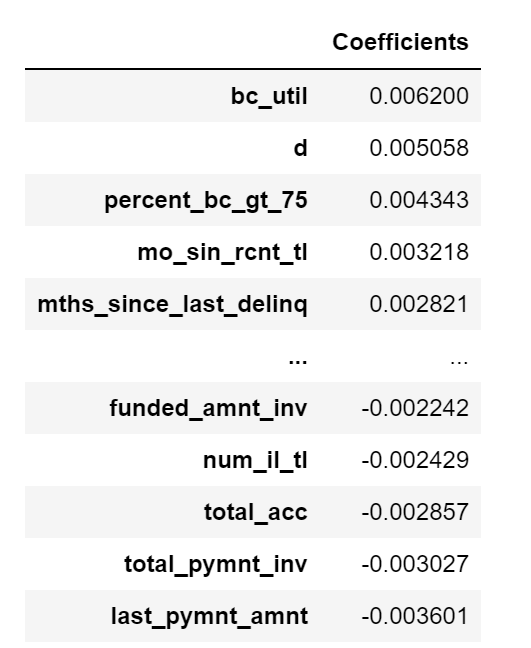 Coefficients
bc_util 0.006200
d 0.005058
percent_bc_gt_75 0.004343
mo_sin_rcnt_tl 0.003218
mths_since_last_delinq 0.002821
... ...
funded_amnt_inv -0.002242
num_il_tl -0.002429
total_acc -0.002857
total_pymnt_inv -0.003027
last_pymnt_amnt -0.003601